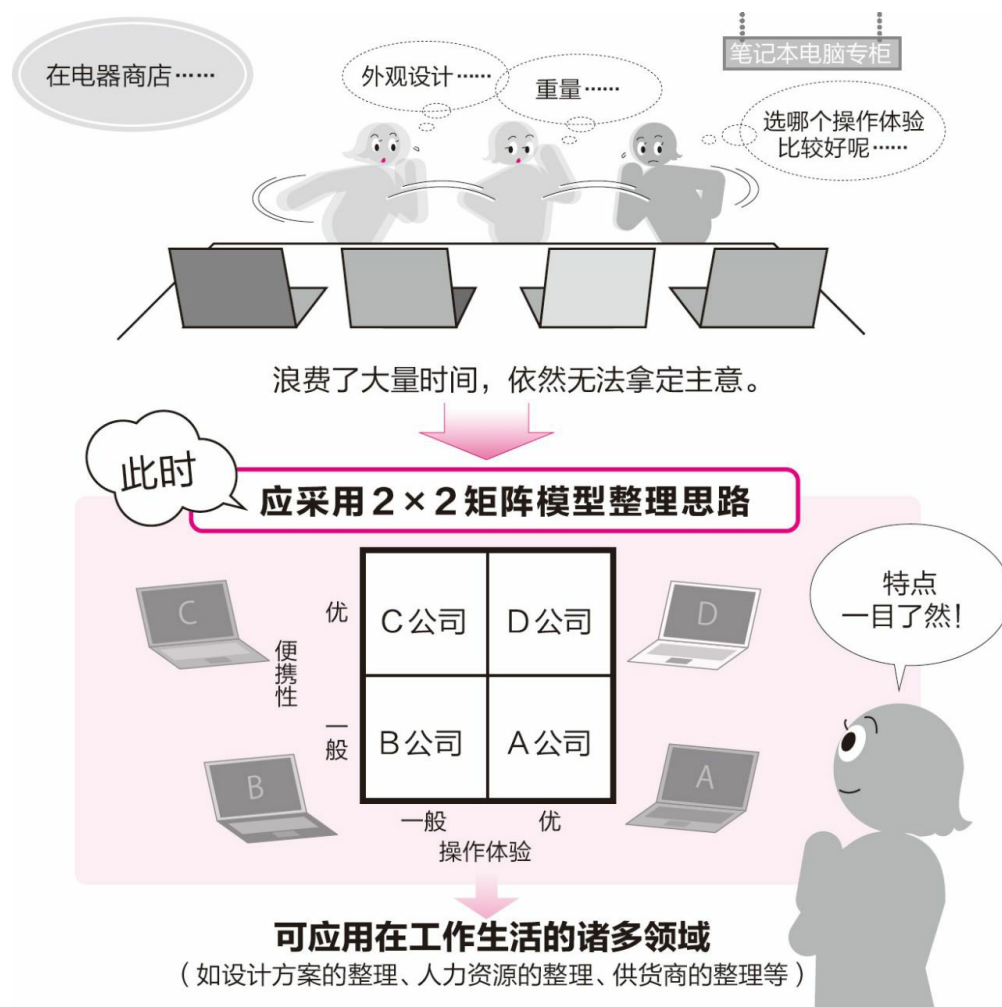 在电器商店……
外观设计……
重量……
笔记本电脑专柜
选哪个操作体验
比较好呢……
浪费了大量时间，依然无法拿定主意。
此时
应采用2×2矩阵模型整理思路
特点
一目了然！
C
优
C公司
D公司
D
便携性
一般
B公司
A公司
B
A
一般
优
操作体验
可应用在工作生活的诸多领域
（如设计方案的整理、人力资源的整理、供货商的整理等）